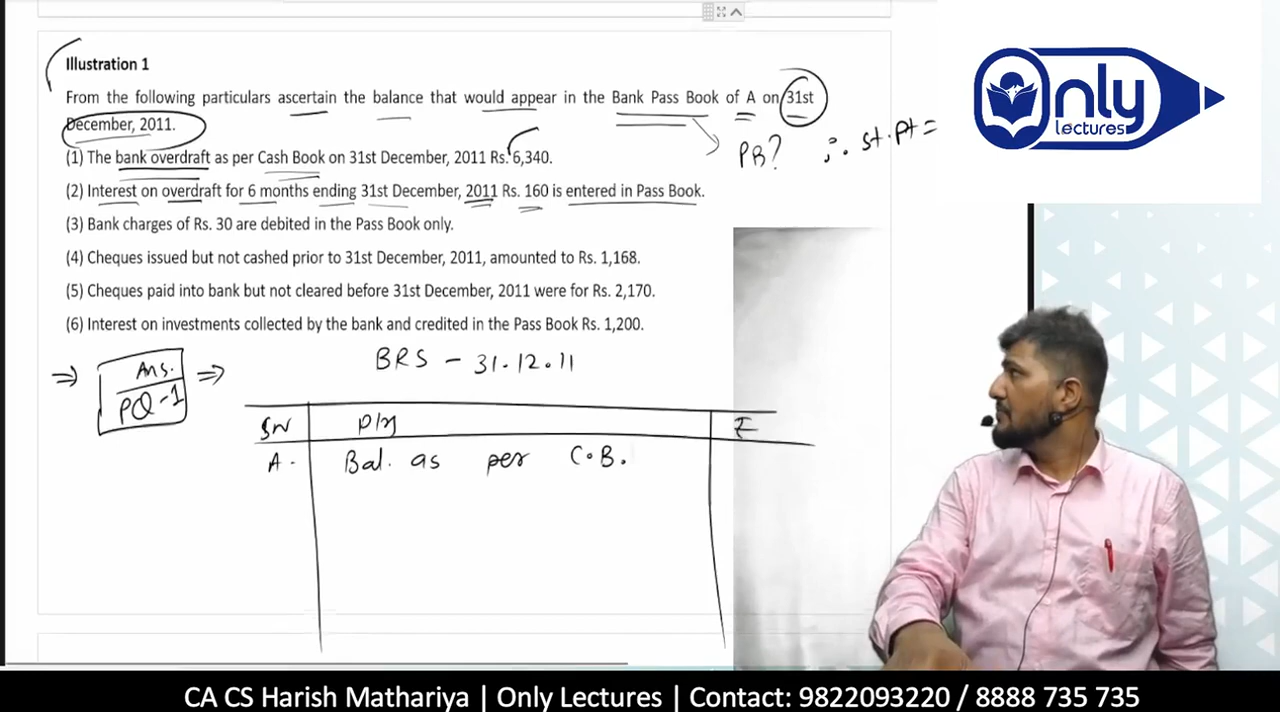 Illustration 1
From the following particulars ascertain the balance that would appear in the Bank Pass Book of A on 31st
December, 2011.
PB? ∴ st.pt=
(1) The bank overdraft as per Cash Book on 31st December, 2011 Rs. 6,340.
(2) Interest on overdraft for 6 months ending 31st December, 2011 Rs. 160 is entered in Pass Book.
(3) Bank charges of Rs. 30 are debited in the Pass Book only.
(4) Cheques issued but not cashed prior to 31st December, 2011, amounted to Rs. 1,168.
(5) Cheques paid into bank but not cleared before 31st December, 2011 were for Rs. 2,170.
(6) Interest on investments collected by the bank and credited in the Pass Book Rs. 1,200.
⇒ Ans. ⇒
PQ-1
BRS - 31.12.11
A. Bal. as per C.B.
Only
lectures
CA CS Harish Mathariya | Only Lectures | Contact: 9822093220 / 8888 735 735